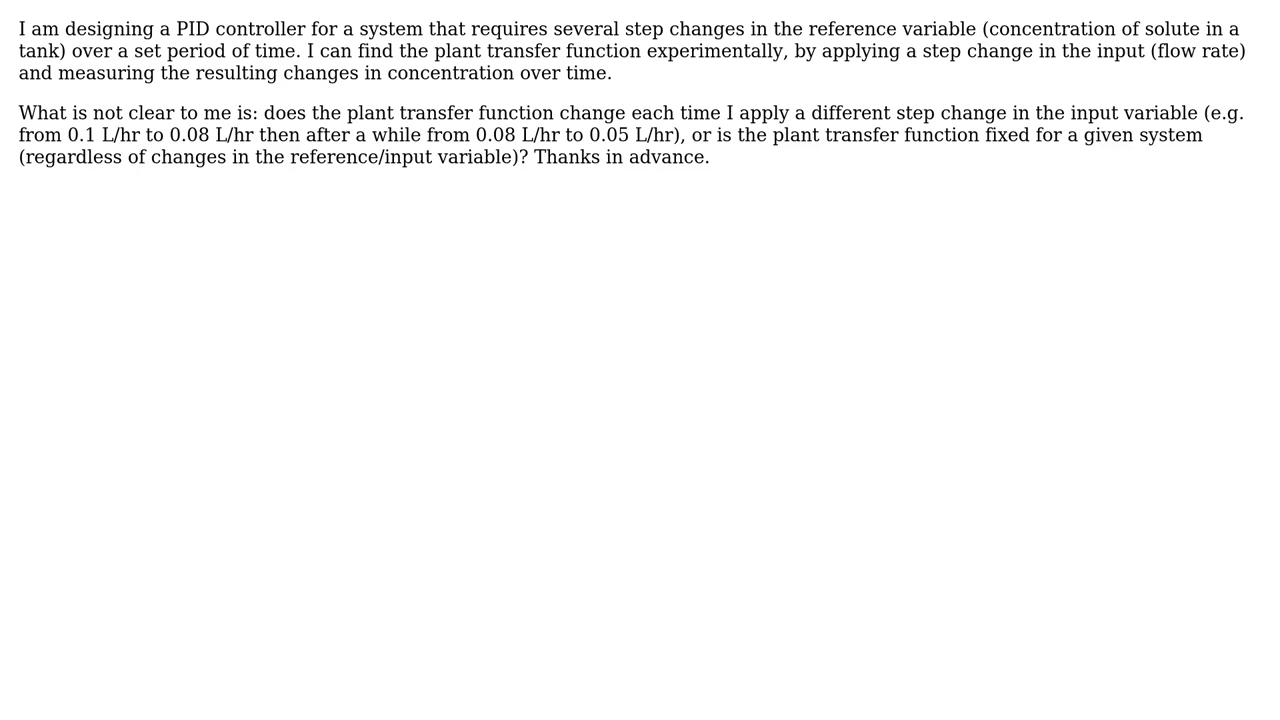 I am designing a PID controller for a system that requires several step changes in the reference variable (concentration of solute in a
tank) over a set period of time. I can find the plant transfer function experimentally, by applying a step change in the input (flow rate)
and measuring the resulting changes in concentration over time.
What is not clear to me is: does the plant transfer function change each time I apply a different step change in the input variable (e.g.
from 0.1 L/hr to 0.08 L/hr then after a while from 0.08 L/hr to 0.05 L/hr), or is the plant transfer function fixed for a given system
(regardless of changes in the reference/input variable)? Thanks in advance.